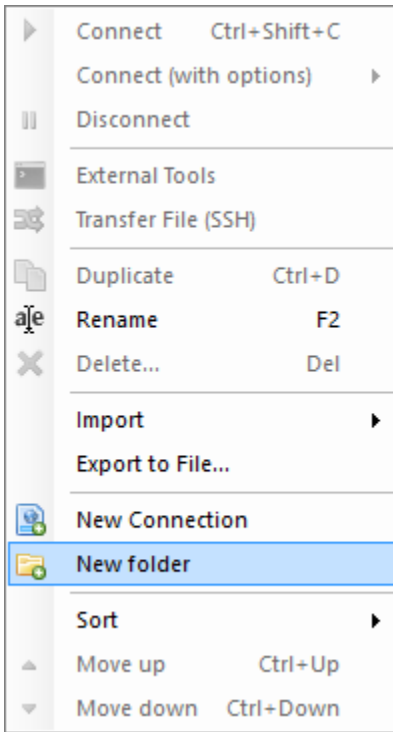 Connect Ctrl+Shift+C
Connect (with options)
Disconnect
External Tools
Transfer File (SSH)
Duplicate Ctrl+D
Rename F2
Delete... Del
Import
Export to File...
New Connection
New folder
Sort
Move up Ctrl+Up
Move down Ctrl+Down